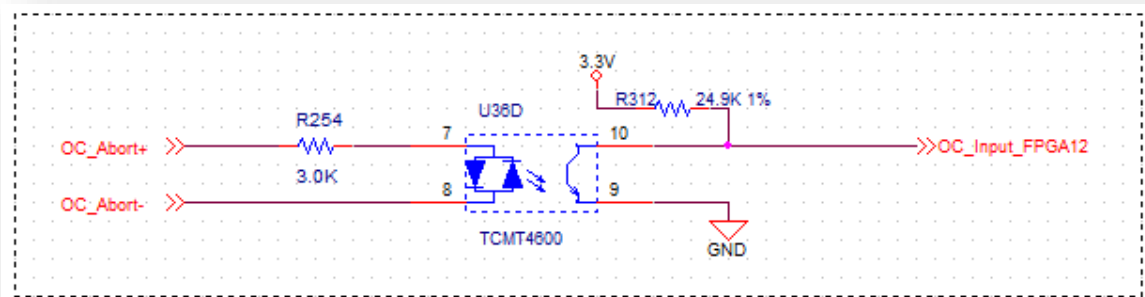 3.3V
R312 24.9K 1%
U36D
R254
7
10
OC_Abort+
OC_Input_FPGA12
3.0K
8
9
OC_Abort-
TCMT4600
GND